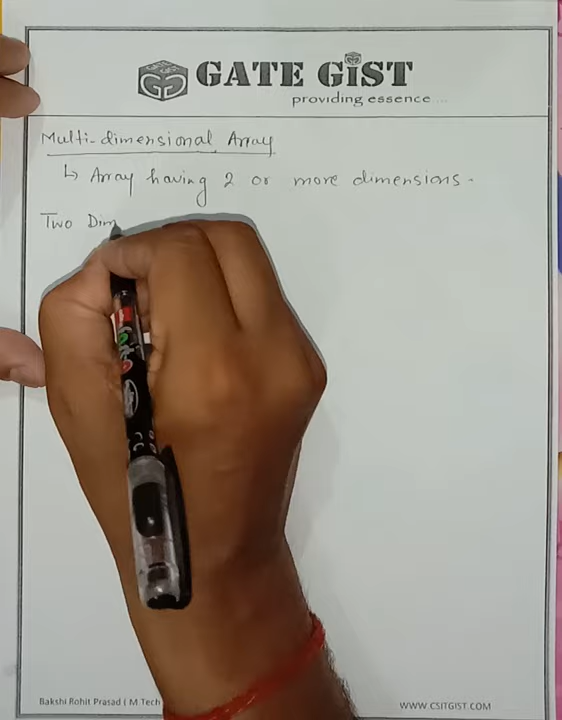 GATE GiST
providing essence ...
Multi-dimensional Array
↳ Array having 2 or more dimensions.
Two Dim
Bakshi Rohit Prasad ( M Tech
WWW.CSITGIST.COM